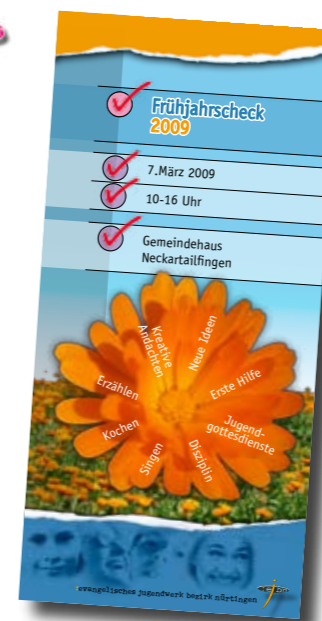 Frühjahrscheck
2009
7.März 2009
10-16 Uhr
Gemeindehaus
Neckartailfingen
Kreative
Andachten
Neue Ideen
Erzählen
Erste Hilfe
Kochen
Jugend-
gottesdienste
Singen
Disziplin
evangelisches jugendwerk bezirk nürtingen
ej